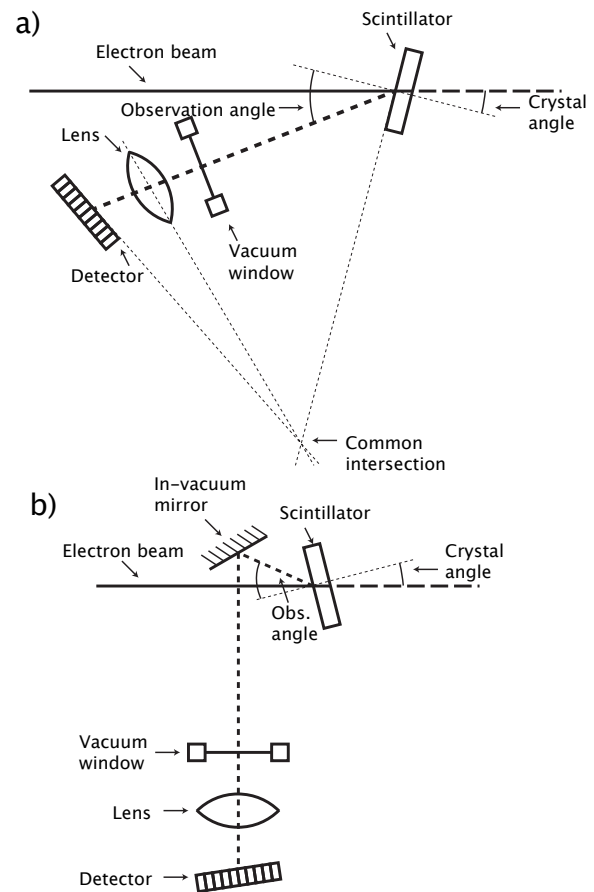 a)
Scintillator
Electron beam
Observation angle
Crystal
angle
Lens
Vacuum
window
Detector
Common
intersection
In-vacuum
mirror
b)
Scintillator
Electron beam
Crystal
angle
Obs.
angle
Vacuum
window
Lens
Detector